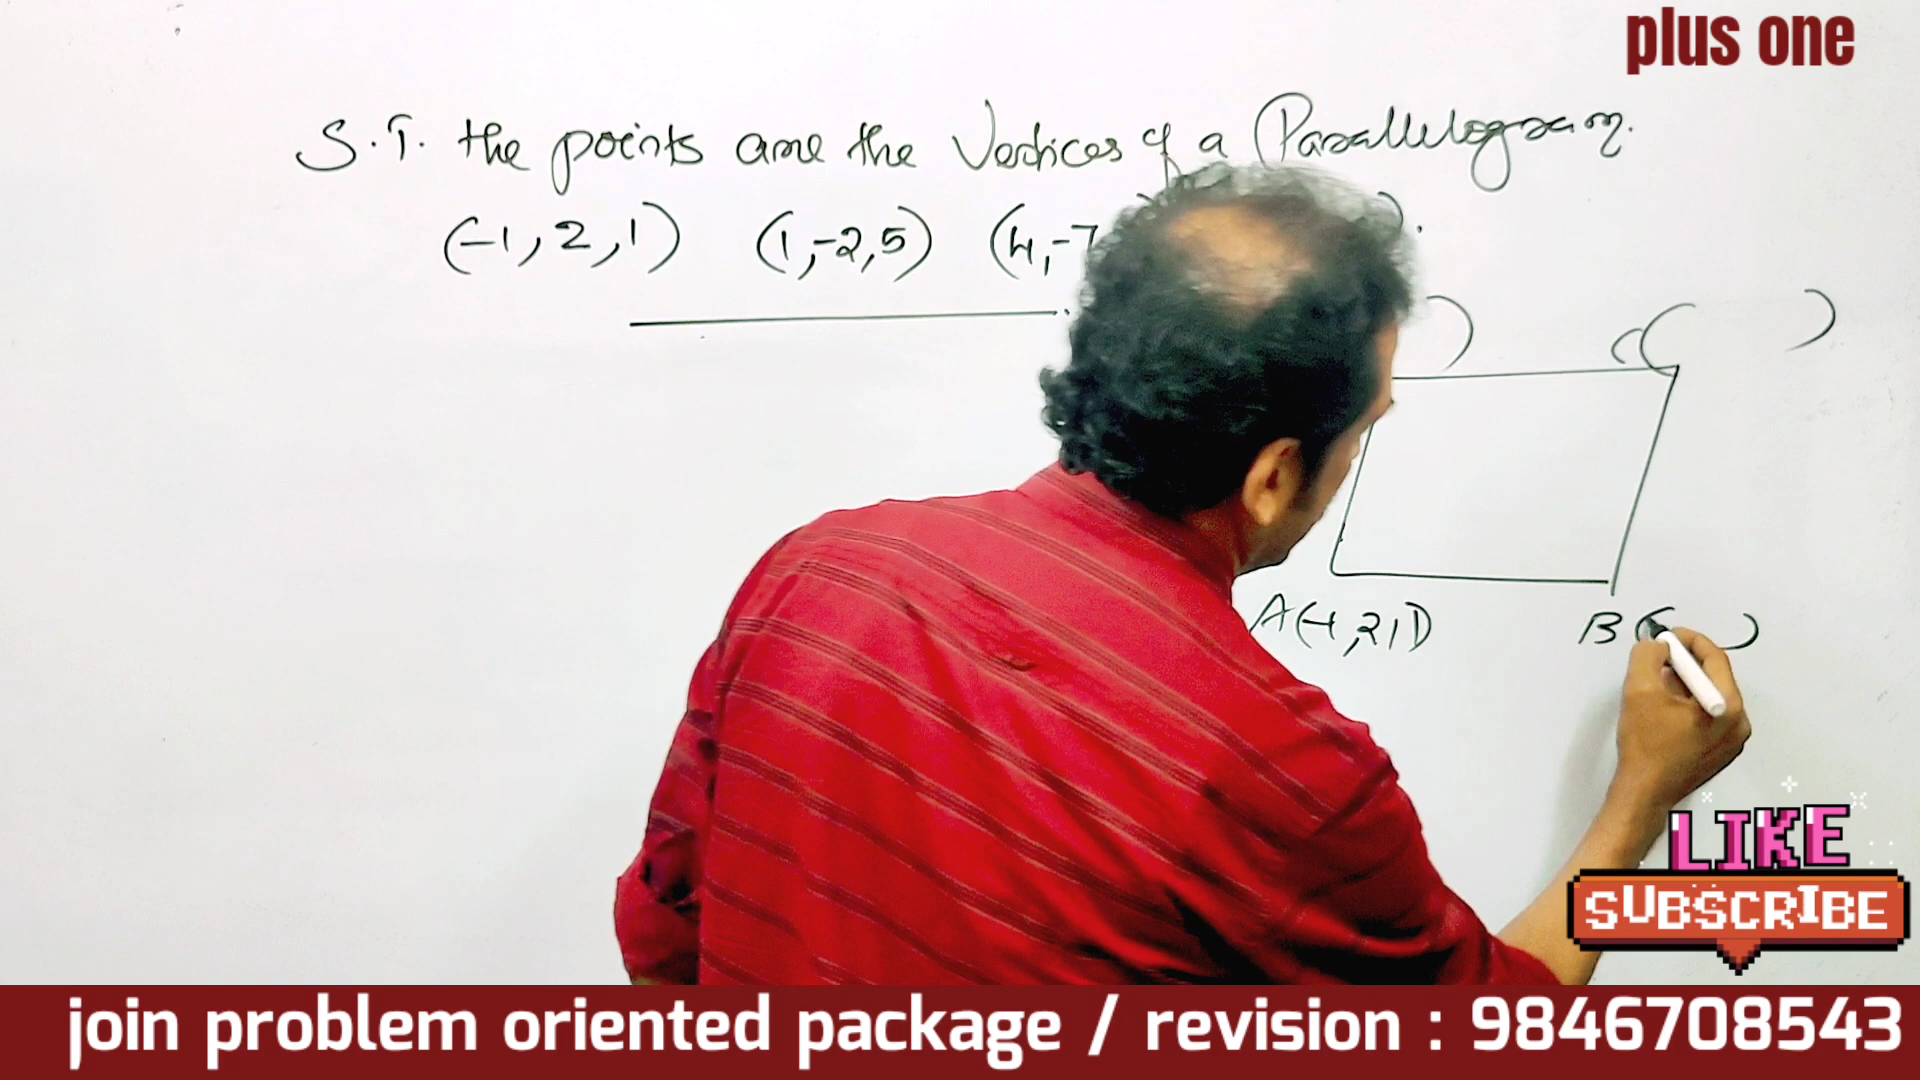 plus one
S.T. the points are the Vertices of a Parallelogram.
(-1, 2, 1) (1, -2, 5) (4, -7
A(-1, 2, 1) B(
LIKE
SUBSCRIBE
join problem oriented package / revision : 9846708543